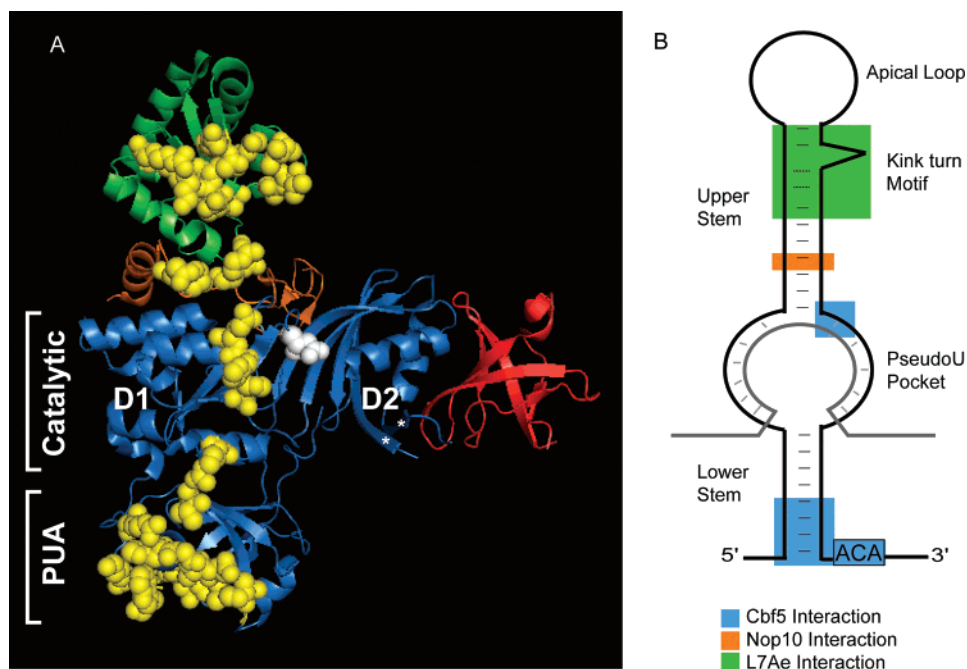 A
Catalytic
D1
D2
*
*
PUA
B
Apical Loop
Kink turn
Motif
Upper
Stem
PseudoU
Pocket
Lower
Stem
5'
ACA
3'
Cbf5 Interaction
Nop10 Interaction
L7Ae Interaction